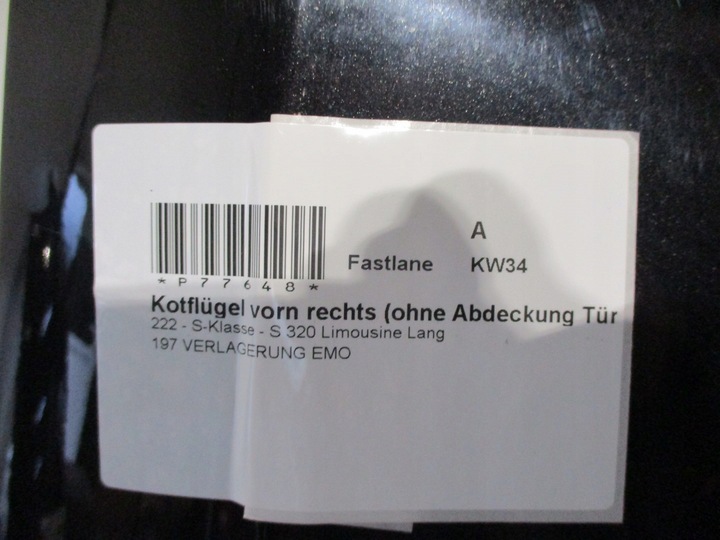 A
Fastlane KW34
*P77648*
Kotflügel vorn rechts (ohne Abdeckung Tür
222 - S-Klasse - S 320 Limousine Lang
197 VERLAGERUNG EMO